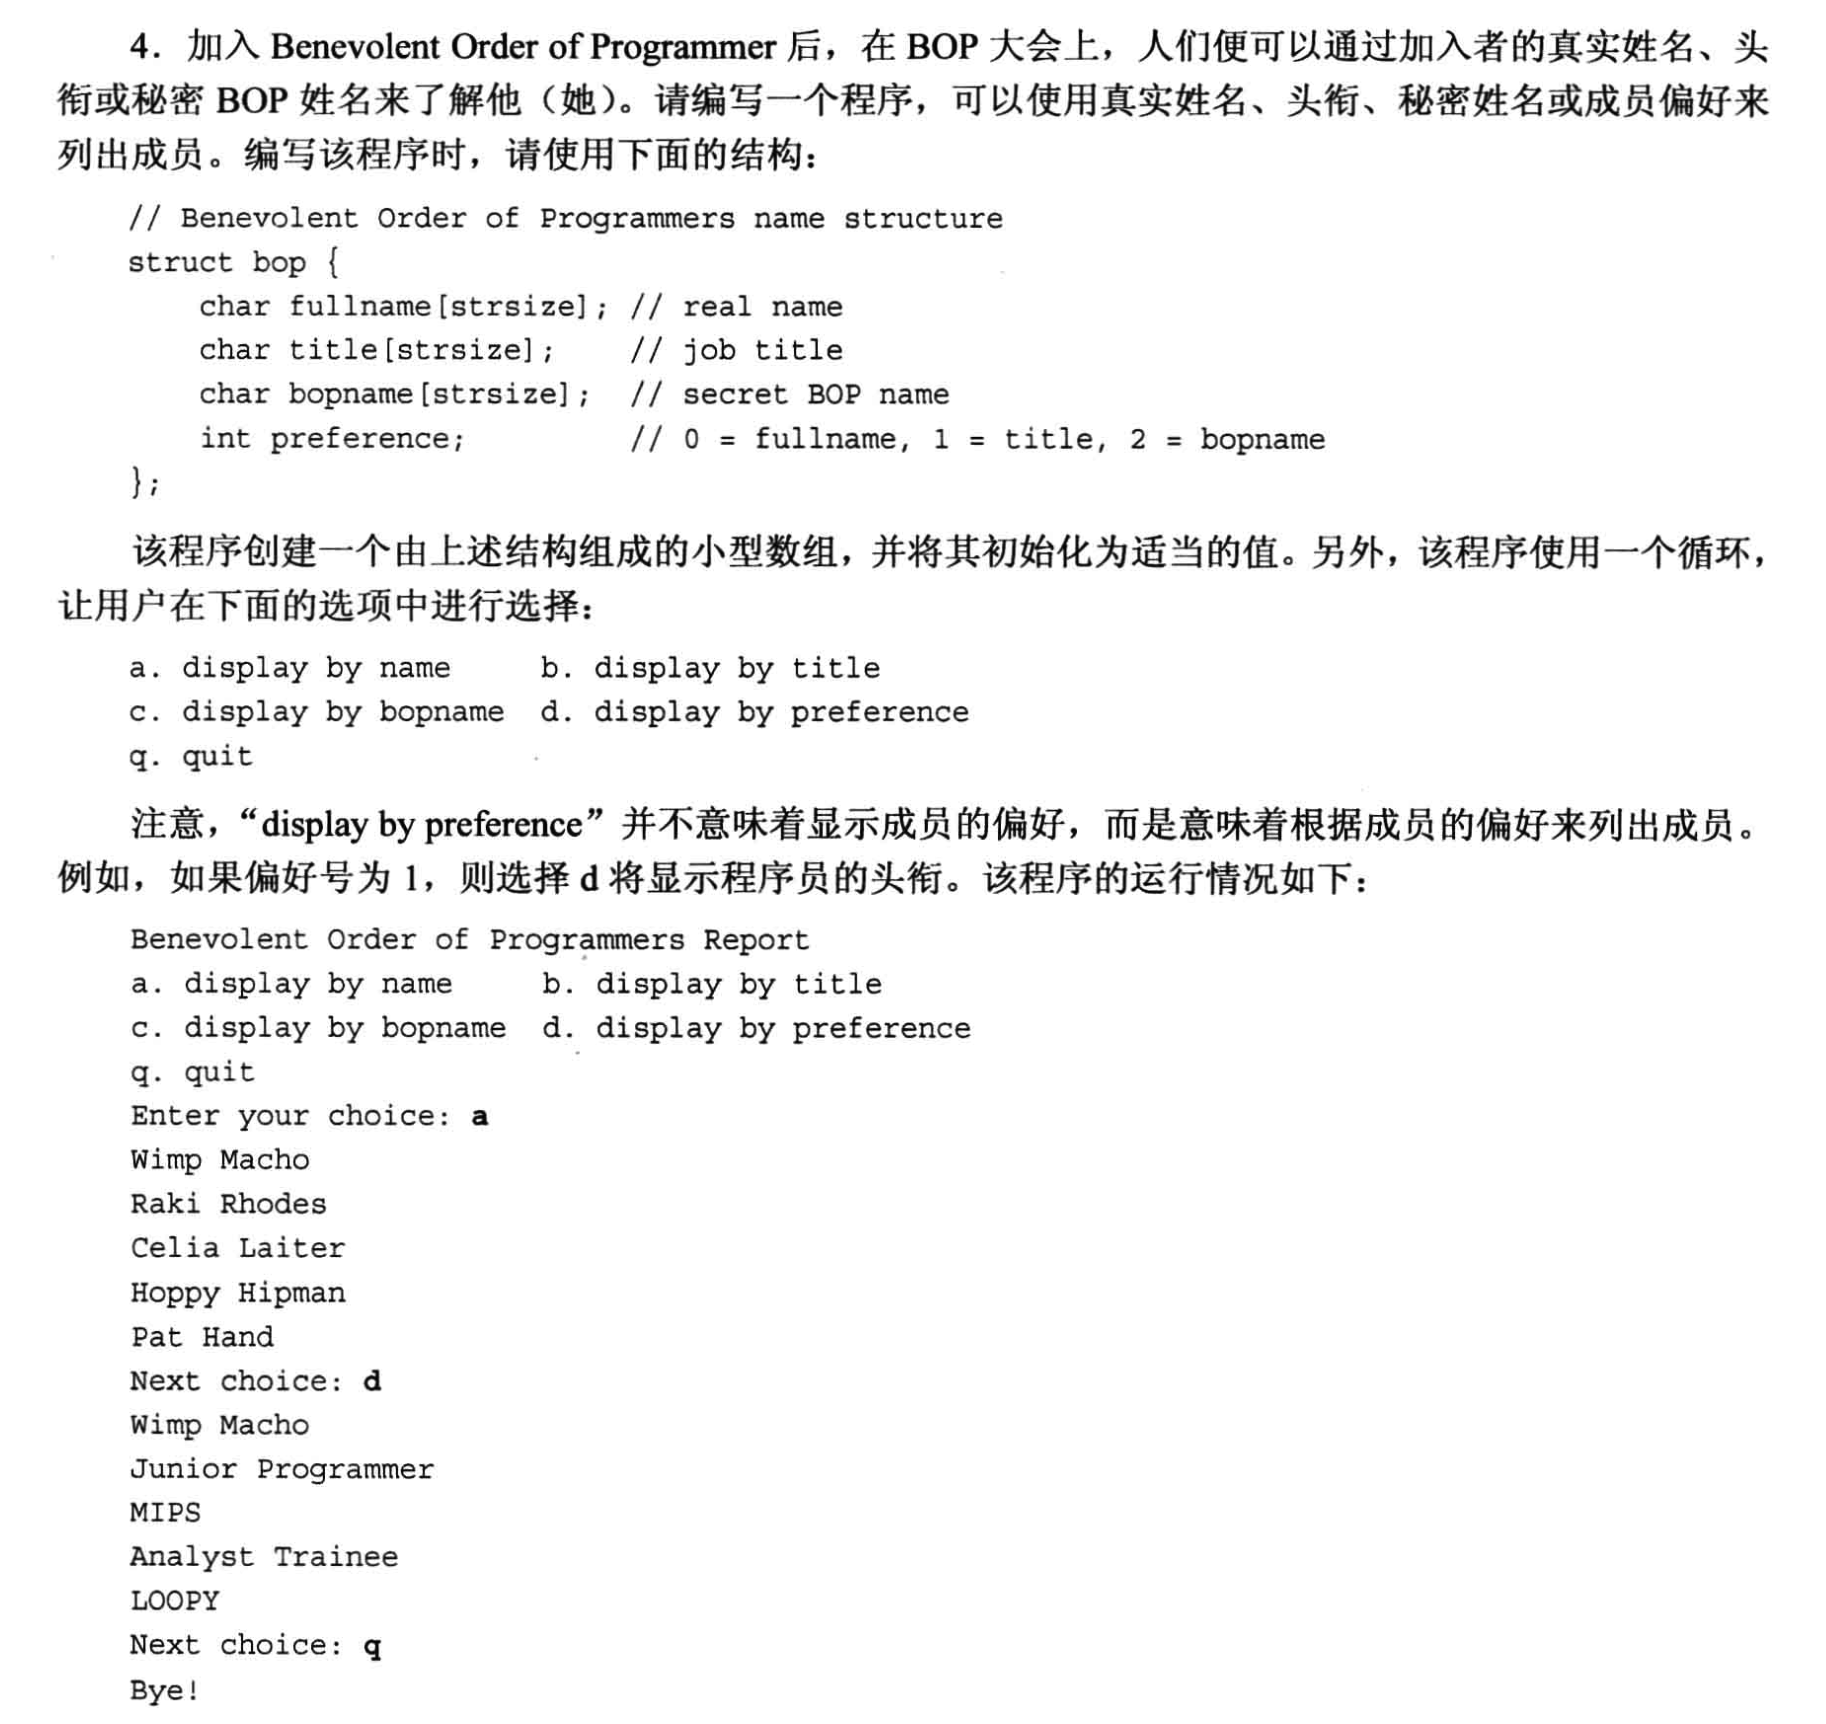 4．加入 Benevolent Order of Programmer 后，在 BOP 大会上，人们便可以通过加入者的真实姓名、头
衔或秘密 BOP 姓名来了解他（她）。请编写一个程序，可以使用真实姓名、头衔、秘密姓名或成员偏好来
列出成员。编写该程序时，请使用下面的结构：
// Benevolent Order of Programmers name structure
struct bop {
    char fullname[strsize]; // real name
    char title[strsize];    // job title
    char bopname[strsize];  // secret BOP name
    int preference;         // 0 = fullname, 1 = title, 2 = bopname
};
该程序创建一个由上述结构组成的小型数组，并将其初始化为适当的值。另外，该程序使用一个循环，
让用户在下面的选项中进行选择：
a. display by name     b. display by title
c. display by bopname  d. display by preference
q. quit
注意，“display by preference”并不意味着显示成员的偏好，而是意味着根据成员的偏好来列出成员。
例如，如果偏好号为 1，则选择 d 将显示程序员的头衔。该程序的运行情况如下：
Benevolent Order of Programmers Report
a. display by name     b. display by title
c. display by bopname  d. display by preference
q. quit
Enter your choice: a
Wimp Macho
Raki Rhodes
Celia Laiter
Hoppy Hipman
Pat Hand
Next choice: d
Wimp Macho
Junior Programmer
MIPS
Analyst Trainee
LOOPY
Next choice: q
Bye!